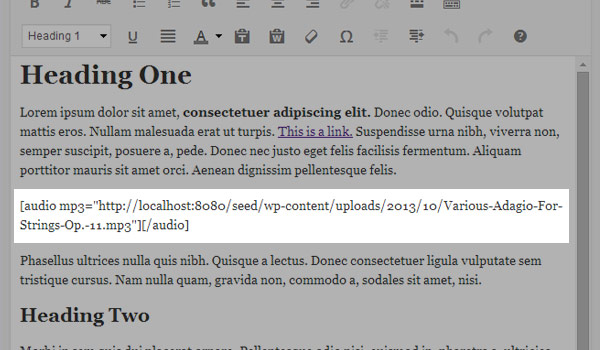 Heading 1
Heading One
Lorem ipsum dolor sit amet, consectetuer adipiscing elit. Donec odio. Quisque volutpat
mattis eros. Nullam malesuada erat ut turpis. This is a link. Suspendisse urna nibh, viverra non,
semper suscipit, posuere a, pede. Donec nec justo eget felis facilisis fermentum. Aliquam
porttitor mauris sit amet orci. Aenean dignissim pellentesque felis.
[audio mp3="http://localhost:8080/seed/wp-content/uploads/2013/10/Various-Adagio-For-
Strings-Op.-11.mp3"][/audio]
Phasellus ultrices nulla quis nibh. Quisque a lectus. Donec consectetuer ligula vulputate sem
tristique cursus. Nam nulla quam, gravida non, commodo a, sodales sit amet, nisi.
Heading Two